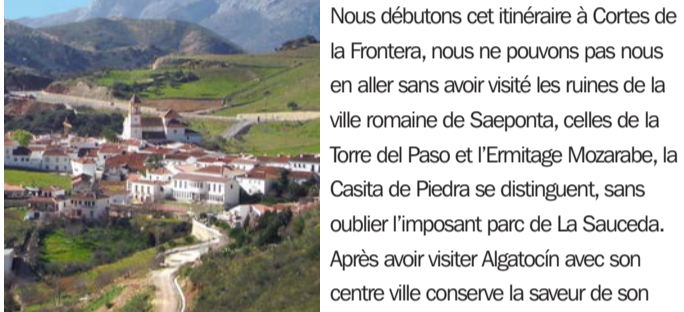 Nous débutons cet itinéraire à Cortes de
la Frontera, nous ne pouvons pas nous
en aller sans avoir visité les ruines de la
ville romaine de Saeponta, celles de la
Torre del Paso et l'Ermitage Mozarabe, la
Casita de Piedra se distinguent, sans
oublier l'imposant parc de La Sauceda.
Après avoir visiter Algatocín avec son
centre ville conserve la saveur de son